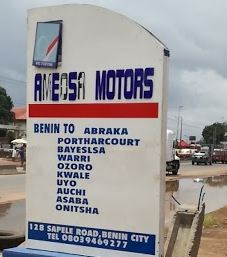 AMEOSA MOTORS
BENIN TO ABRAKA
PORTHARCOURT
BAYESLSA
WARRI
OZORO
KWALE
UYO
AUCHI
ASABA
ONITSHA
128 SAPELE ROAD, BENIN CITY
TEL 08039469277